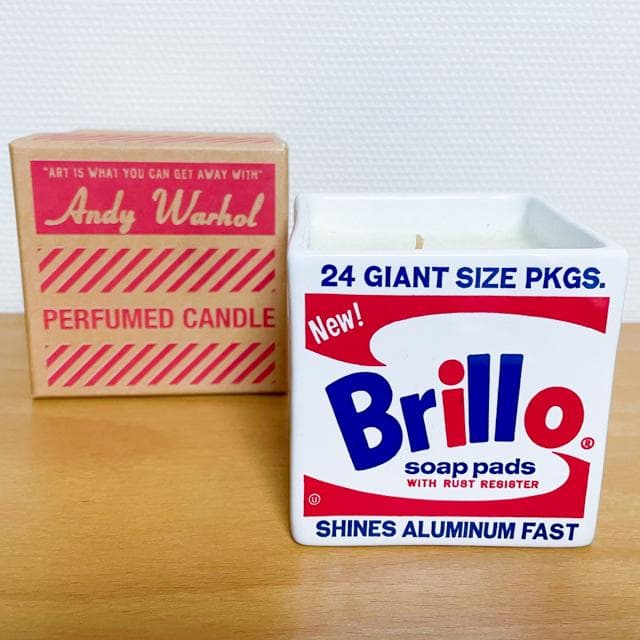 "ART IS WHAT YOU CAN GET AWAY WITH"
Andy Warhol
PERFUMED CANDLE
24 GIANT SIZE PKGS.
New!
Brillo®
soap pads
WITH RUST RESISTER
U
SHINES ALUMINUM FAST